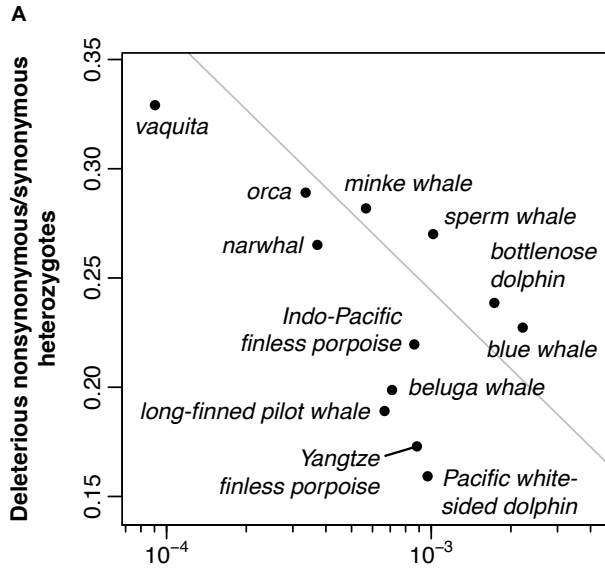 A
Deleterious nonsynonymous/synonymous
heterozygotes
0.35
0.30
0.25
0.20
0.15
vaquita
orca
minke whale
narwhal
sperm whale
bottlenose
dolphin
Indo-Pacific
finless porpoise
blue whale
beluga whale
long-finned pilot whale
Yangtze
finless porpoise
Pacific white-
sided dolphin
10⁻⁴
10⁻³